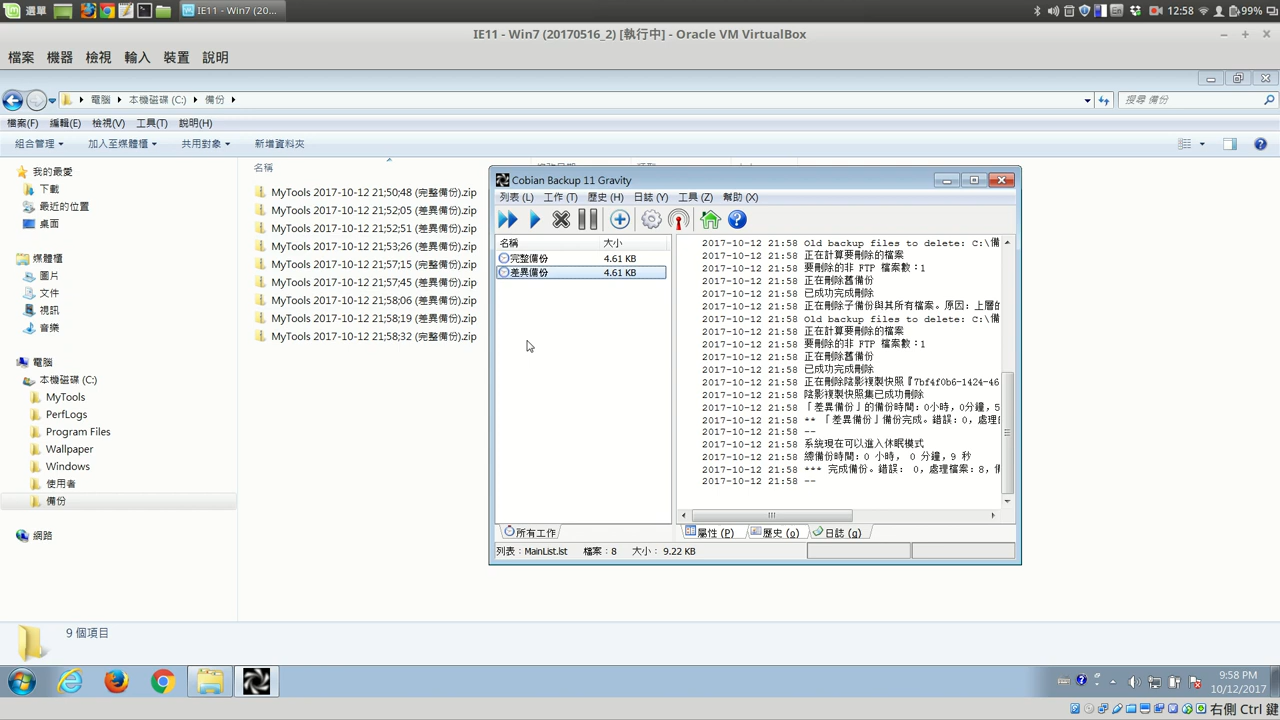 選單
IE11 - Win7 (20...
En
12:58
99%
IE11 - Win7 (20170516_2) [執行中] - Oracle VM VirtualBox
檔案 機器 檢視 輸入 裝置 說明
電腦 本機磁碟 (C:) 備份
搜尋 備份
檔案(F) 編輯(E) 檢視(V) 工具(T) 說明(H)
組合管理 加入至媒體櫃 共用對象 新增資料夾
我的最愛
下載
最近的位置
桌面
媒體櫃
圖片
文件
視訊
音樂
電腦
本機磁碟 (C:)
MyTools
PerfLogs
Program Files
Wallpaper
Windows
使用者
備份
網路
名稱
MyTools 2017-10-12 21;50;48 (完整備份).zip
MyTools 2017-10-12 21;52;05 (差異備份).zip
MyTools 2017-10-12 21;52;51 (差異備份).zip
MyTools 2017-10-12 21;53;26 (差異備份).zip
MyTools 2017-10-12 21;57;15 (完整備份).zip
MyTools 2017-10-12 21;57;45 (差異備份).zip
MyTools 2017-10-12 21;58;06 (差異備份).zip
MyTools 2017-10-12 21;58;19 (差異備份).zip
MyTools 2017-10-12 21;58;32 (完整備份).zip
Cobian Backup 11 Gravity
列表 (L) 工作 (T) 歷史 (H) 日誌 (Y) 工具 (Z) 幫助 (X)
名稱 大小
完整備份 4.61 KB
差異備份 4.61 KB
2017-10-12 21:58 Old backup files to delete: C:\備
2017-10-12 21:58 正在計算要刪除的檔案
2017-10-12 21:58 要刪除的非 FTP 檔案數：1
2017-10-12 21:58 正在刪除舊備份
2017-10-12 21:58 已成功完成刪除
2017-10-12 21:58 正在刪除子備份與其所有檔案。原因: 上層的
2017-10-12 21:58 Old backup files to delete: C:\備
2017-10-12 21:58 正在計算要刪除的檔案
2017-10-12 21:58 要刪除的非 FTP 檔案數：1
2017-10-12 21:58 正在刪除舊備份
2017-10-12 21:58 已成功完成刪除
2017-10-12 21:58 正在刪除陰影複製快照『7bf4f0b6-1424-46
2017-10-12 21:58 陰影複製快照集已成功刪除
2017-10-12 21:58 「差異備份」的備份時間: 0小時, 0分鐘, 5
2017-10-12 21:58 ** 「差異備份」備份完成。錯誤: 0, 處理的
2017-10-12 21:58 --
2017-10-12 21:58 系統現在可以進入休眠模式
2017-10-12 21:58 總備份時間: 0 小時, 0 分鐘, 9 秒
2017-10-12 21:58 *** 完成備份。錯誤: 0, 處理檔案: 8, 備
2017-10-12 21:58 --
所有工作
屬性 (P) 歷史 (o) 日誌 (g)
列表：MainList.lst 檔案：8 大小： 9.22 KB
9 個項目
9:58 PM
10/12/2017
右側 Ctrl 鍵